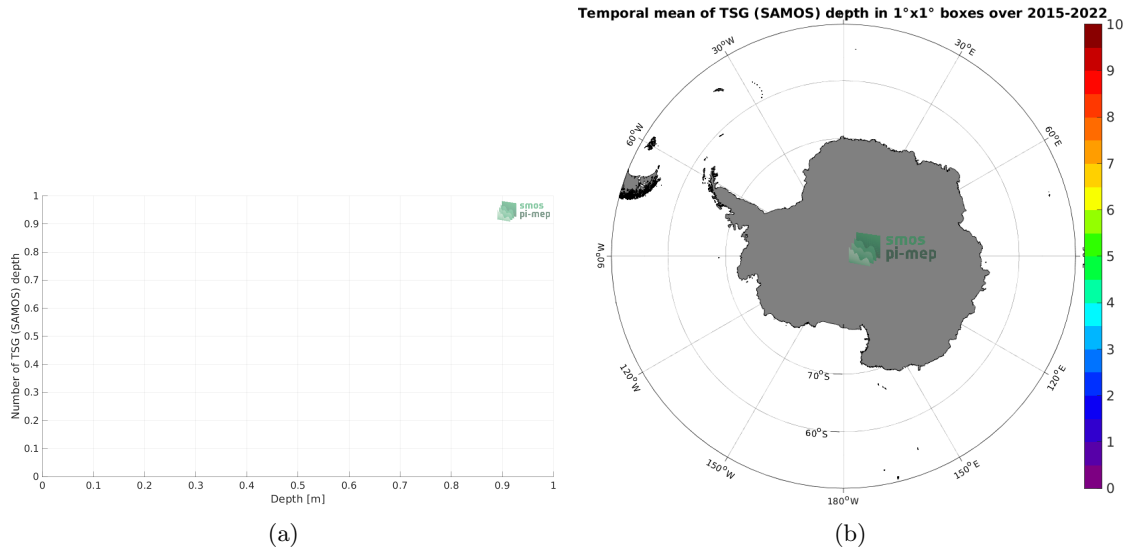 Temporal mean of TSG (SAMOS) depth in 1°x1° boxes over 2015-2022
Number of TSG (SAMOS) depth
1
0.9
0.8
0.7
0.6
0.5
0.4
0.3
0.2
0.1
0
0 0.1 0.2 0.3 0.4 0.5 0.6 0.7 0.8 0.9 1
Depth [m]
smos
pi-mep
(a)
30°W
30°E
60°W
60°E
90°W
120°W
120°E
150°W
150°E
180°W
70°S
60°S
smos
pi-mep
10
9
8
7
6
5
4
3
2
1
0
(b)